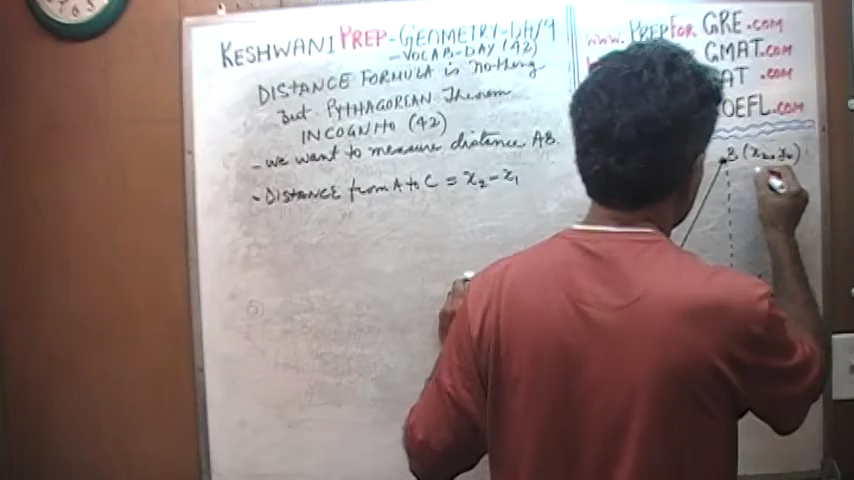 KESHWANI PREP - GEOMETRY - 14/9
- VOCAB - DAY (42)
DISTANCE FORMULA is nothing
but PYTHAGOREAN Theorem
INCOGNITO (42)
- we want to measure distance AB.
- DISTANCE from A to C = x₂ - x₁
www. PREPFOR GRE.com
GMAT.com
AT .com
OEFL.com
B (x₂, y₂)